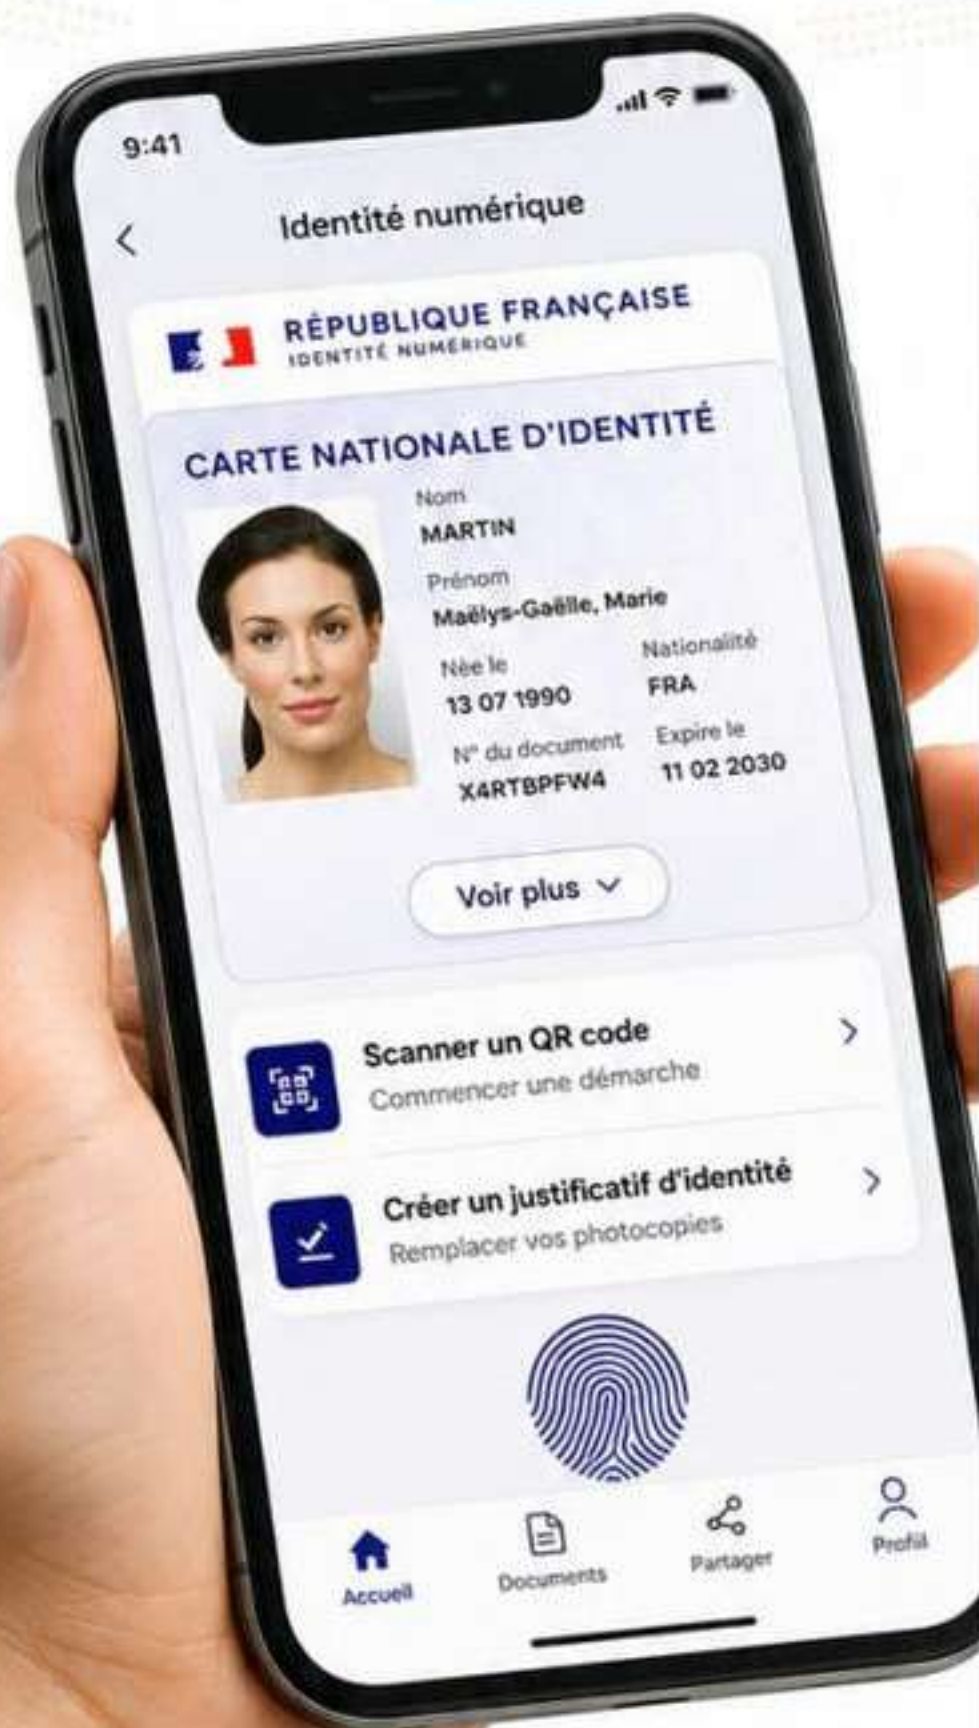 9:41
Identité numérique
RÉPUBLIQUE FRANÇAISE
IDENTITÉ NUMÉRIQUE
CARTE NATIONALE D'IDENTITÉ
Nom
MARTIN
Prénom
Maëlys-Gaëlle, Marie
Née le
Nationalité
13 07 1990
FRA
N° du document
Expire le
X4RTBPFW4
11 02 2030
Voir plus
Scanner un QR code
Commencer une démarche
Créer un justificatif d'identité
Remplacer vos photocopies
Accueil
Documents
Partager
Profil